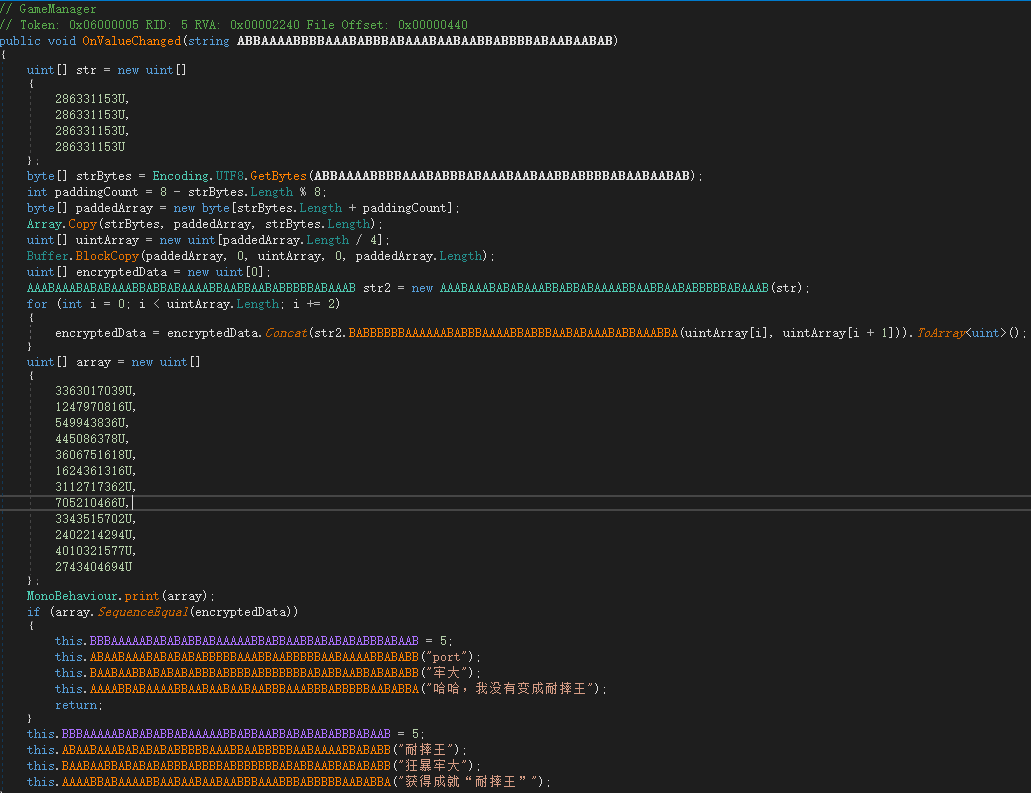 // GameManager
// Token: 0x06000005 RID: 5 RVA: 0x00002240 File Offset: 0x00000440
public void OnValueChanged(string ABBAAAABBBBAAABABBBABAAABAABAABBABBBBABAABAABAB)
{
uint[] str = new uint[]
{
286331153U,
286331153U,
286331153U,
286331153U
};
byte[] strBytes = Encoding.UTF8.GetBytes(ABBAAAABBBBAAABABBBABAAABAABAABBABBBBABAABAABAB);
int paddingCount = 8 - strBytes.Length % 8;
byte[] paddedArray = new byte[strBytes.Length + paddingCount];
Array.Copy(strBytes, paddedArray, strBytes.Length);
uint[] uintArray = new uint[paddedArray.Length / 4];
Buffer.BlockCopy(paddedArray, 0, uintArray, 0, paddedArray.Length);
uint[] encryptedData = new uint[0];
AAABAAABABABAAABBABBABAAAABBAABBAABABBBBBABAAAB str2 = new AAABAAABABABAAABBABBABAAAABBAABBAABABBBBBABAAAB(str);
for (int i = 0; i < uintArray.Length; i += 2)
{
encryptedData = encryptedData.Concat(str2.BABBBBBBAAAAAABABBBAAAABBABBBAABABAAABABBAAABBA(uintArray[i], uintArray[i + 1])).ToArray<uint>();
}
uint[] array = new uint[]
{
3363017039U,
1247970816U,
549943836U,
445086378U,
3606751618U,
1624361316U,
3112717362U,
705210466U,
3343515702U,
2402214294U,
4010321577U,
2743404694U
};
MonoBehaviour.print(array);
if (array.SequenceEqual(encryptedData))
{
this.BBBAAAAABABABABBABAAAAABBABBAABBABABABABBBABAAB = 5;
this.ABAABAAABABABABABBBBBAAABBAABBBBBAABAAAABBABABB("port");
this.BAABAABBABABABABBBABBBBBBBABABBAABBABABABB("牢大");
this.AAAABBABAAAABBAABAABAABAABBBAAABBBABBBBBAABABBA("哈哈，我没有变成耐摔王");
return;
}
this.BBBAAAAABABABABBABAAAAABBABBAABBABABABABBBABAAB = 5;
this.ABAABAAABABABABABBBBBAAABBAABBBBBAABAAAABBABABB("耐摔王");
this.BAABAABBABABABABBBABBBBBBBABABBAABBABABABB("狂暴牢大");
this.AAAABBABAAAABBAABAABAABAABBBAAABBBABBBBBAABABBA("获得成就“耐摔王”");